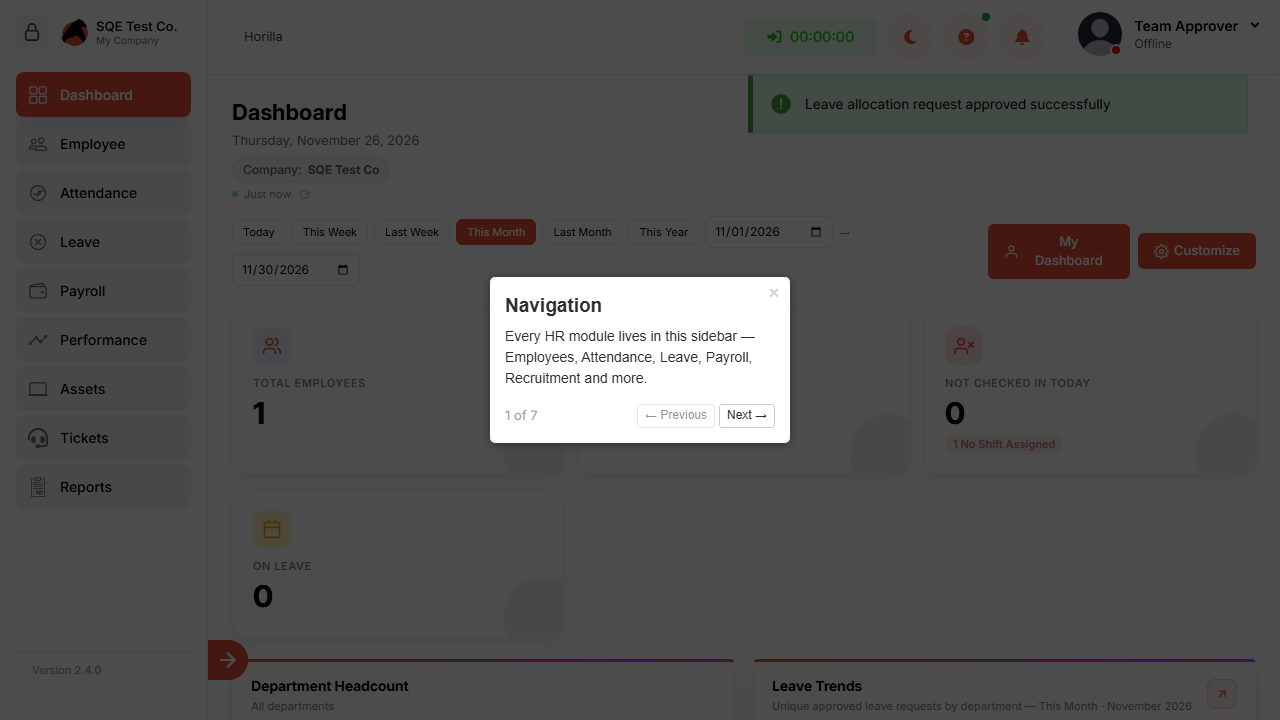 SQE Test Co.
My Company
Horilla
00:00:00
Team Approver
Offline
Dashboard
Employee
Attendance
Leave
Payroll
Performance
Assets
Tickets
Reports
Version 2.4.0
Leave allocation request approved successfully
Dashboard
Thursday, November 26, 2026
Company: SQE Test Co
Just now
Today
This Week
Last Week
This Month
Last Month
This Year
11/01/2026
→
11/30/2026
My
Dashboard
Customize
Navigation
×
Every HR module lives in this sidebar —
Employees, Attendance, Leave, Payroll,
Recruitment and more.
1 of 7
← Previous
Next →
TOTAL EMPLOYEES
1
NOT CHECKED IN TODAY
0
1 No Shift Assigned
ON LEAVE
0
Department Headcount
All departments
Leave Trends
Unique approved leave requests by department — This Month · November 2026